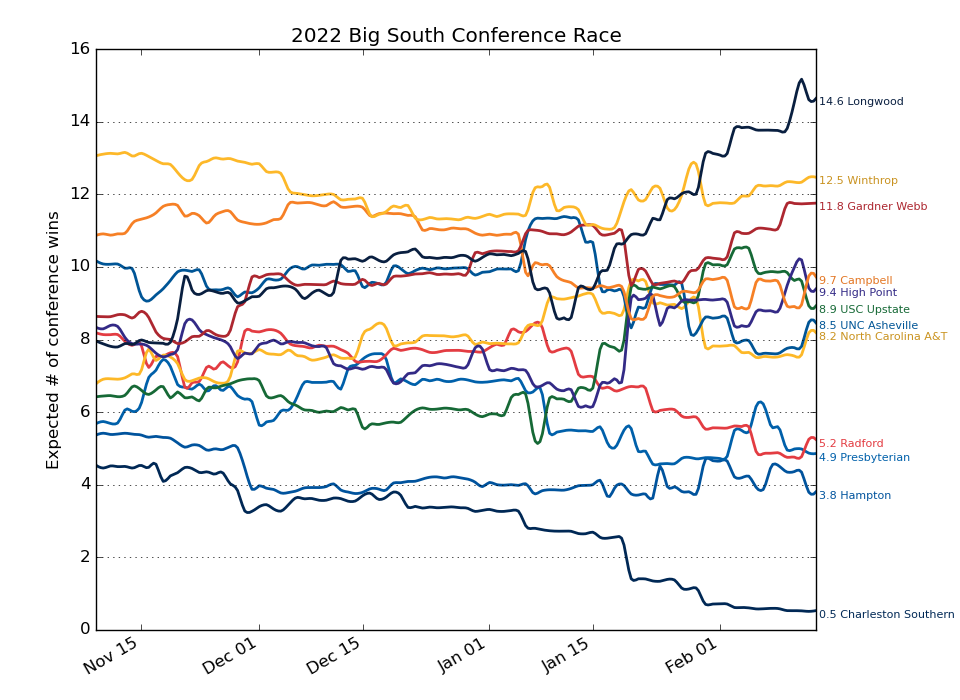 2022 Big South Conference Race
Expected # of conference wins
16
14
12
10
8
6
4
2
0
Nov 15
Dec 01
Dec 15
Jan 01
Jan 15
Feb 01
14.6 Longwood
12.5 Winthrop
11.8 Gardner Webb
9.7 Campbell
9.4 High Point
8.9 USC Upstate
8.5 UNC Asheville
8.2 North Carolina A&T
5.2 Radford
4.9 Presbyterian
3.8 Hampton
0.5 Charleston Southern